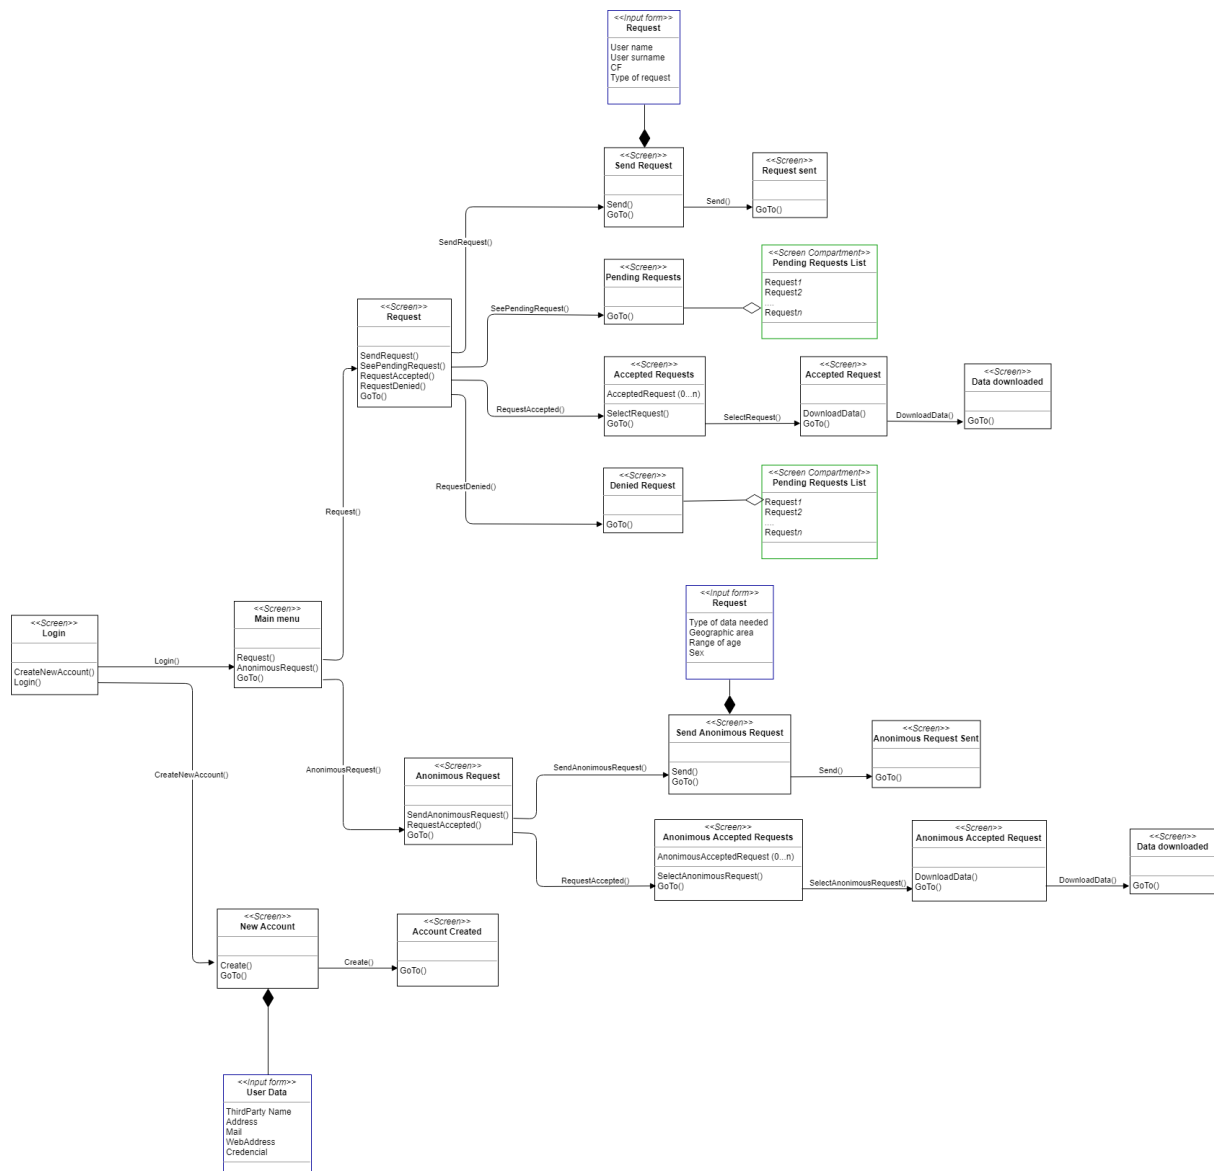 <<Input form>>
Request
User name
User surname
CF
Type of request
<<Screen>>
Send Request
Send()
GoTo()
Send()
<<Screen>>
Request sent
GoTo()
SendRequest()
<<Screen>>
Request
SendRequest()
SeePendingRequest()
RequestAccepted()
RequestDenied()
GoTo()
SeePendingRequest()
<<Screen>>
Pending Requests
GoTo()
<<Screen Compartment>>
Pending Requests List
Request1
Request2
....
Requestn
RequestAccepted()
<<Screen>>
Accepted Requests
AcceptedRequest (0...n)
SelectRequest()
GoTo()
SelectRequest()
<<Screen>>
Accepted Request
DownloadData()
GoTo()
DownloadData()
<<Screen>>
Data downloaded
GoTo()
RequestDenied()
<<Screen>>
Denied Request
GoTo()
<<Screen Compartment>>
Pending Requests List
Request1
Request2
....
Requestn
Request()
<<Screen>>
Login
CreateNewAccount()
Login()
Login()
<<Screen>>
Main menu
Request()
AnonimousRequest()
GoTo()
<<Input form>>
Request
Type of data needed
Geographic area
Range of age
Sex
CreateNewAccount()
AnonimousRequest()
<<Screen>>
Anonimous Request
SendAnonimousRequest()
RequestAccepted()
GoTo()
SendAnonimousRequest()
<<Screen>>
Send Anonimous Request
Send()
GoTo()
Send()
<<Screen>>
Anonimous Request Sent
GoTo()
RequestAccepted()
<<Screen>>
Anonimous Accepted Requests
AnonimousAcceptedRequest (0...n)
SelectAnonimousRequest()
GoTo()
SelectAnonimousRequest()
<<Screen>>
Anonimous Accepted Request
DownloadData()
GoTo()
DownloadData()
<<Screen>>
Data downloaded
GoTo()
<<Screen>>
New Account
Create()
GoTo()
Create()
<<Screen>>
Account Created
GoTo()
<<Input form>>
User Data
ThirdParty Name
Address
Mail
WebAddress
Credencial